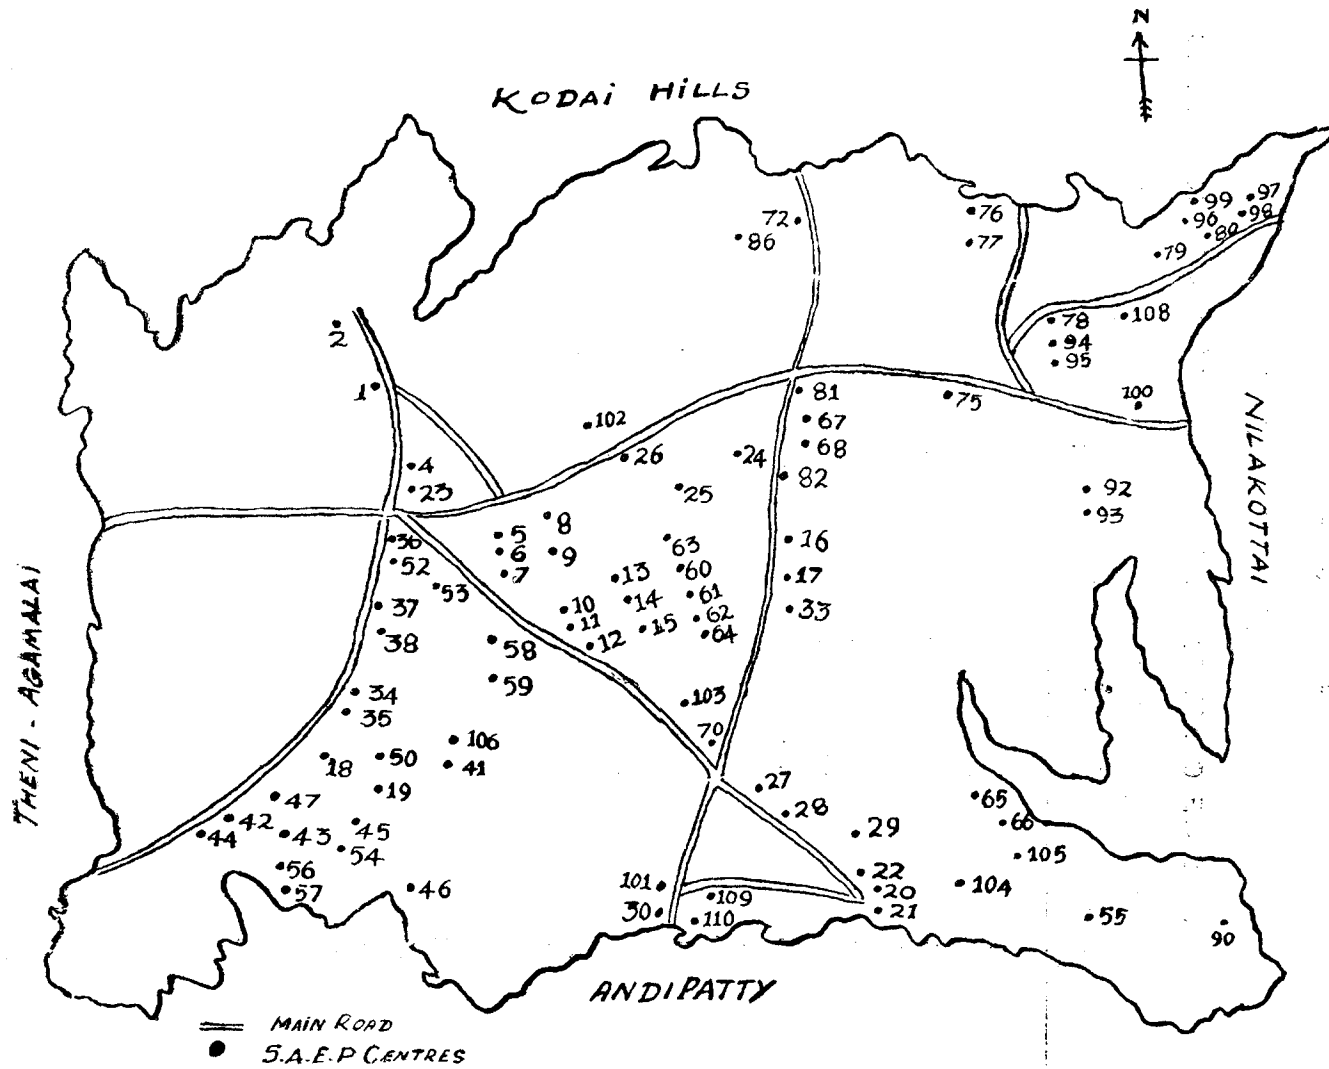 N
KODAI HILLS
99 97
96 98
72 76
86 77 80
79
2 78 108
94
95
1 81 75 100
102 67
4 26 24 68
23 25 82 92
93
8
36 5 63 16
52 6 9 60
53 7 13 17
37 10 14 61 33
38 11 15 62
58 12 64
59
34 103
35
106 70
18 50 41
19 27
47 28 65
42 45 29 66
44 43 54 105
56 22
57 46 101 109 20 104
30 110 21 55
90
THENI - AGAMALAI
NILAKOTTAI
ANDIPATTY
MAIN ROAD
S.A.E.P CENTRES